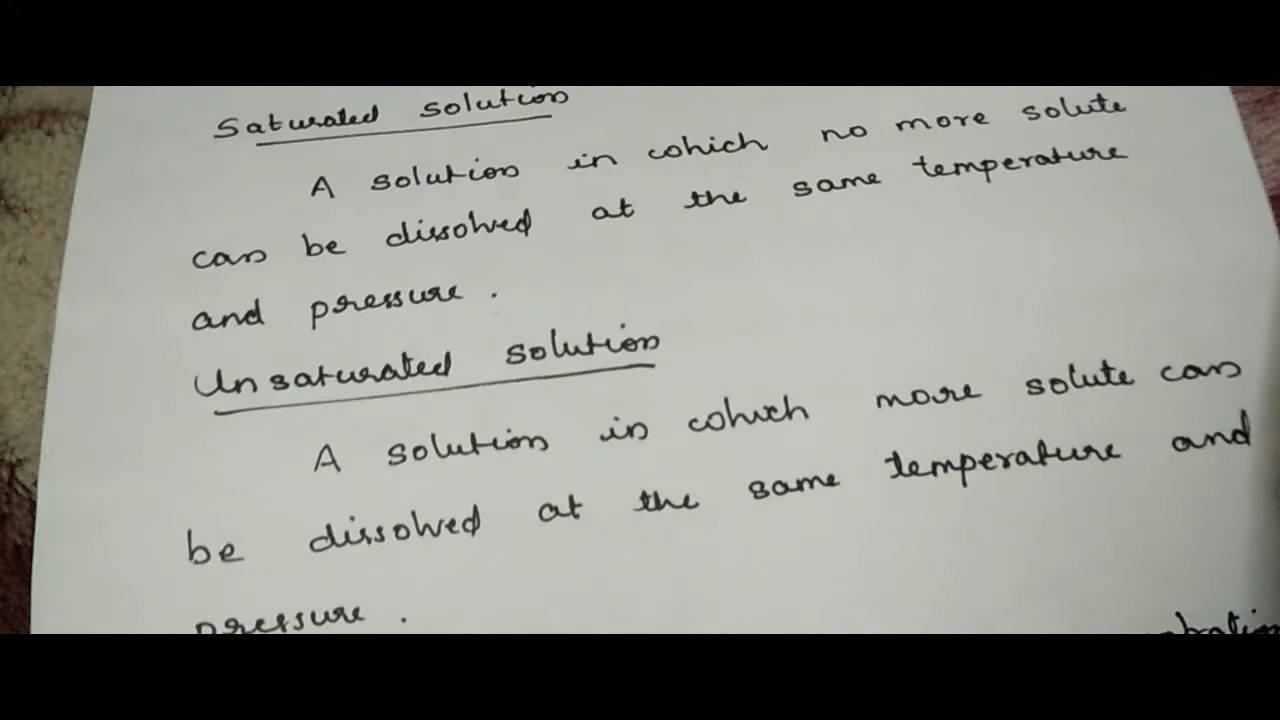 Saturated solution
A solution in which no more solute
can be dissolved at the same temperature
and pressure.
Unsaturated solution
A solution in which more solute can
be dissolved at the same temperature and
pressure.